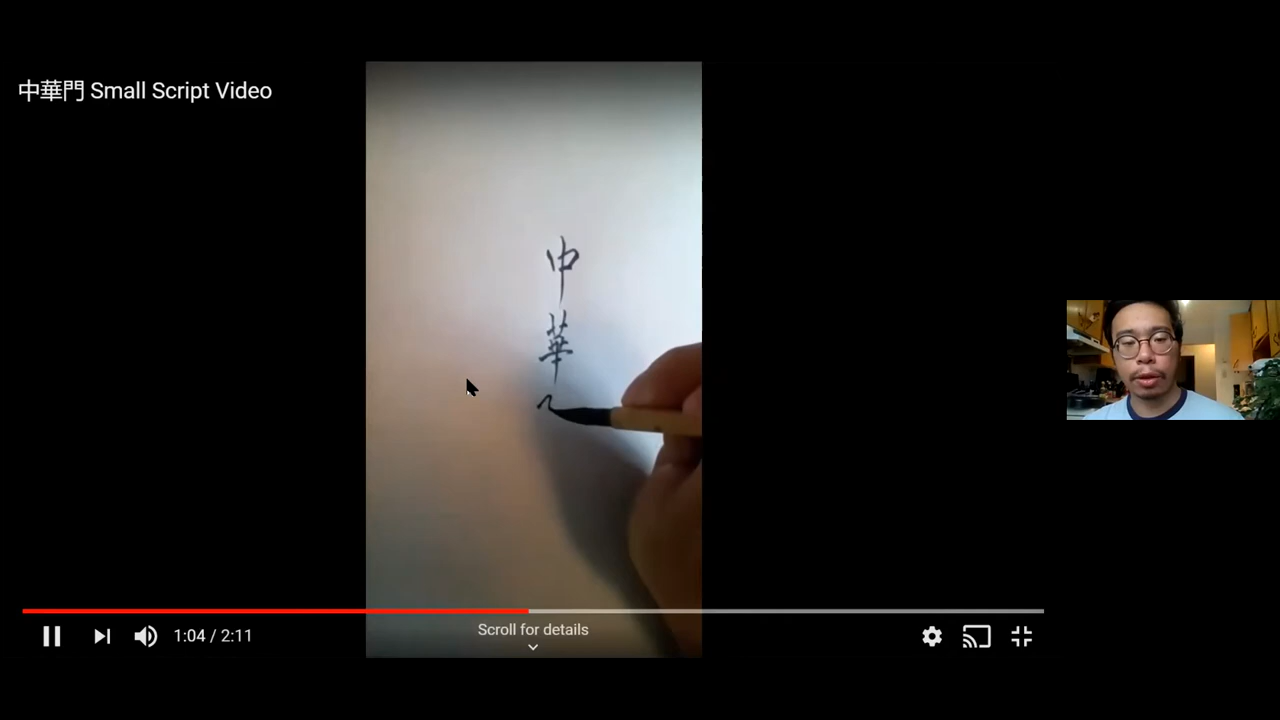 中華門 Small Script Video
中
華
1:04 / 2:11
Scroll for details